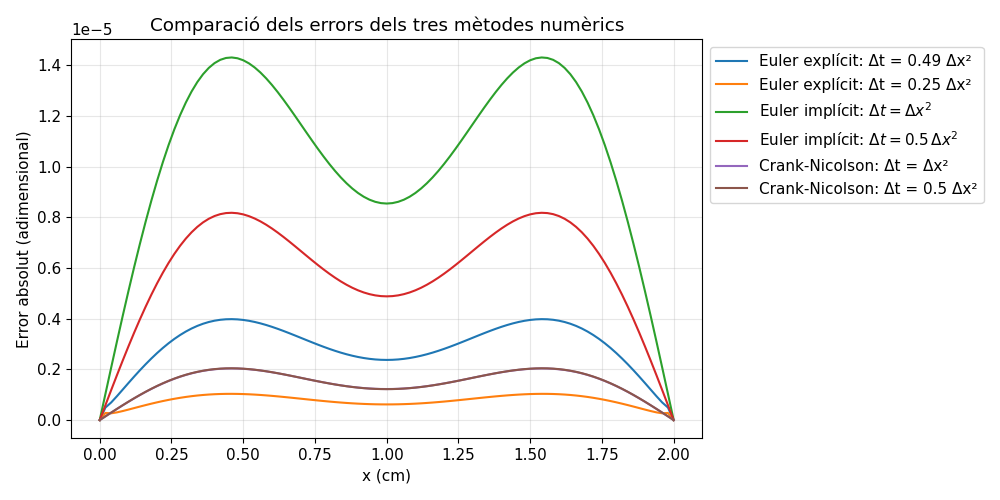 Comparació dels errors dels tres mètodes numèrics
1e−5
Error absolut (adimensional)
1.4
1.2
1.0
0.8
0.6
0.4
0.2
0.0
0.00 0.25 0.50 0.75 1.00 1.25 1.50 1.75 2.00
x (cm)
Euler explícit: Δt = 0.49 Δx²
Euler explícit: Δt = 0.25 Δx²
Euler implícit: Δt = Δx²
Euler implícit: Δt = 0.5 Δx²
Crank-Nicolson: Δt = Δx²
Crank-Nicolson: Δt = 0.5 Δx²